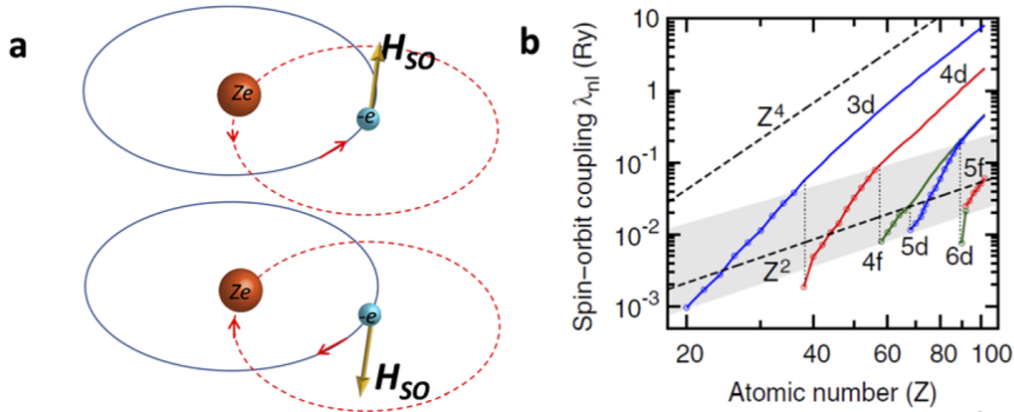 a
Ze
H_SO
-e
Ze
-e
H_SO
b
Spin-orbit coupling λ_nl (Ry)
10
1
10^-1
10^-2
10^-3
Z^4
3d
4d
5f
Z^2
4f
5d
6d
20
40
60
80
100
Atomic number (Z)